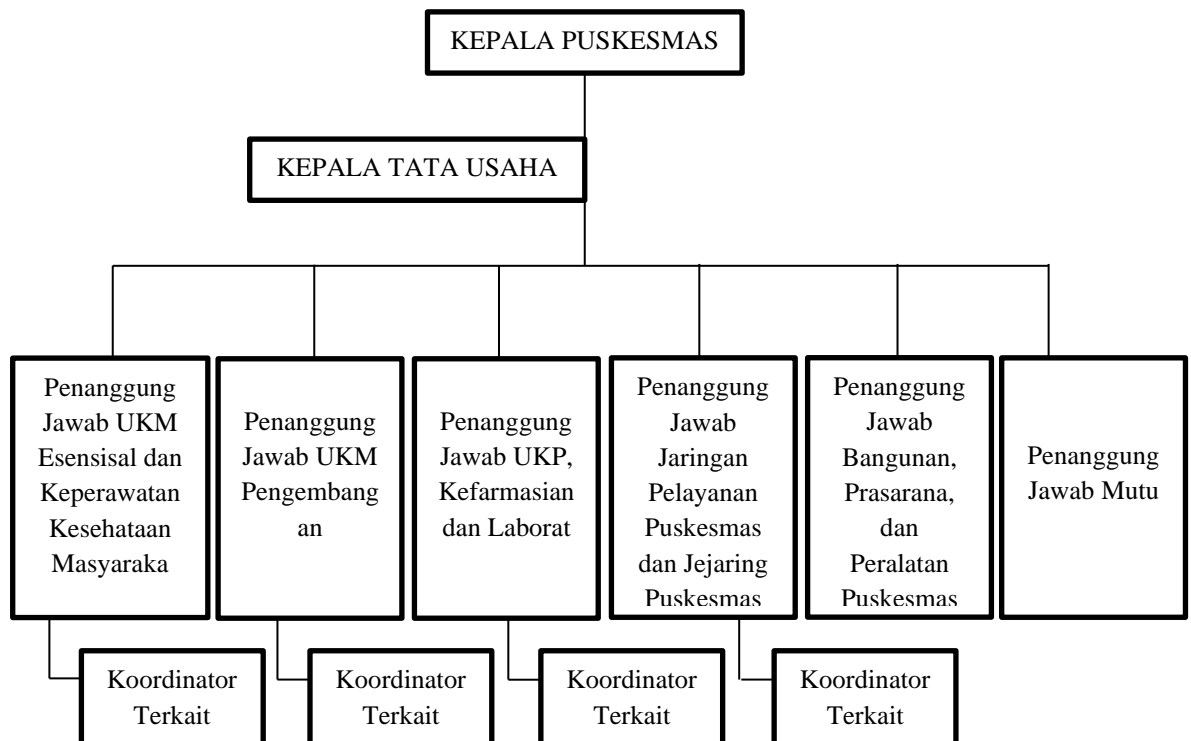 KEPALA PUSKESMAS
KEPALA TATA USAHA
Penanggung
Jawab UKM
Esensisal dan
Keperawatan
Kesehataan
Masyaraka
Penanggung
Jawab UKM
Pengembang
an
Penanggung
Jawab UKP,
Kefarmasian
dan Laborat
Penanggung
Jawab
Jaringan
Pelayanan
Puskesmas
dan Jejaring
Puskesmas
Penanggung
Jawab
Bangunan,
Prasarana,
dan
Peralatan
Puskesmas
Penanggung
Jawab Mutu
Koordinator
Terkait
Koordinator
Terkait
Koordinator
Terkait
Koordinator
Terkait